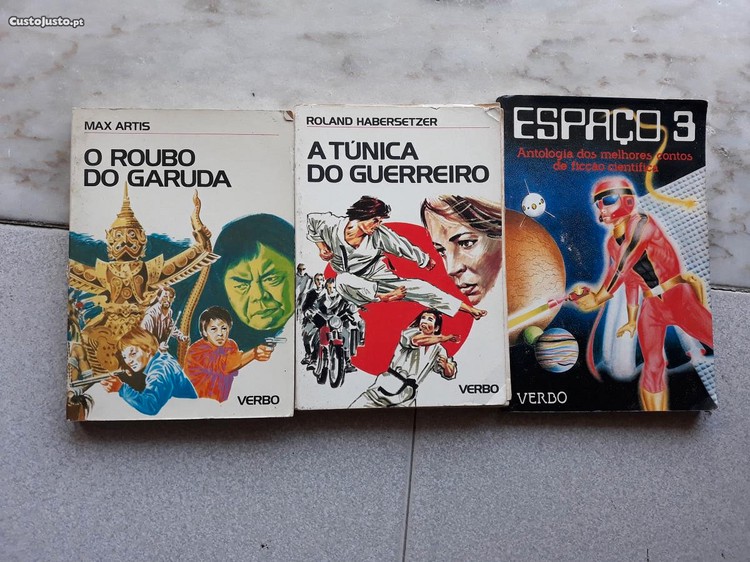 CustoJusto.pt
MAX ARTIS
O ROUBO
DO GARUDA
VERBO
ROLAND HABERSETZER
A TÚNICA
DO GUERREIRO
VERBO
ESPAÇO 3
Antologia dos melhores contos
de ficção científica
VERBO